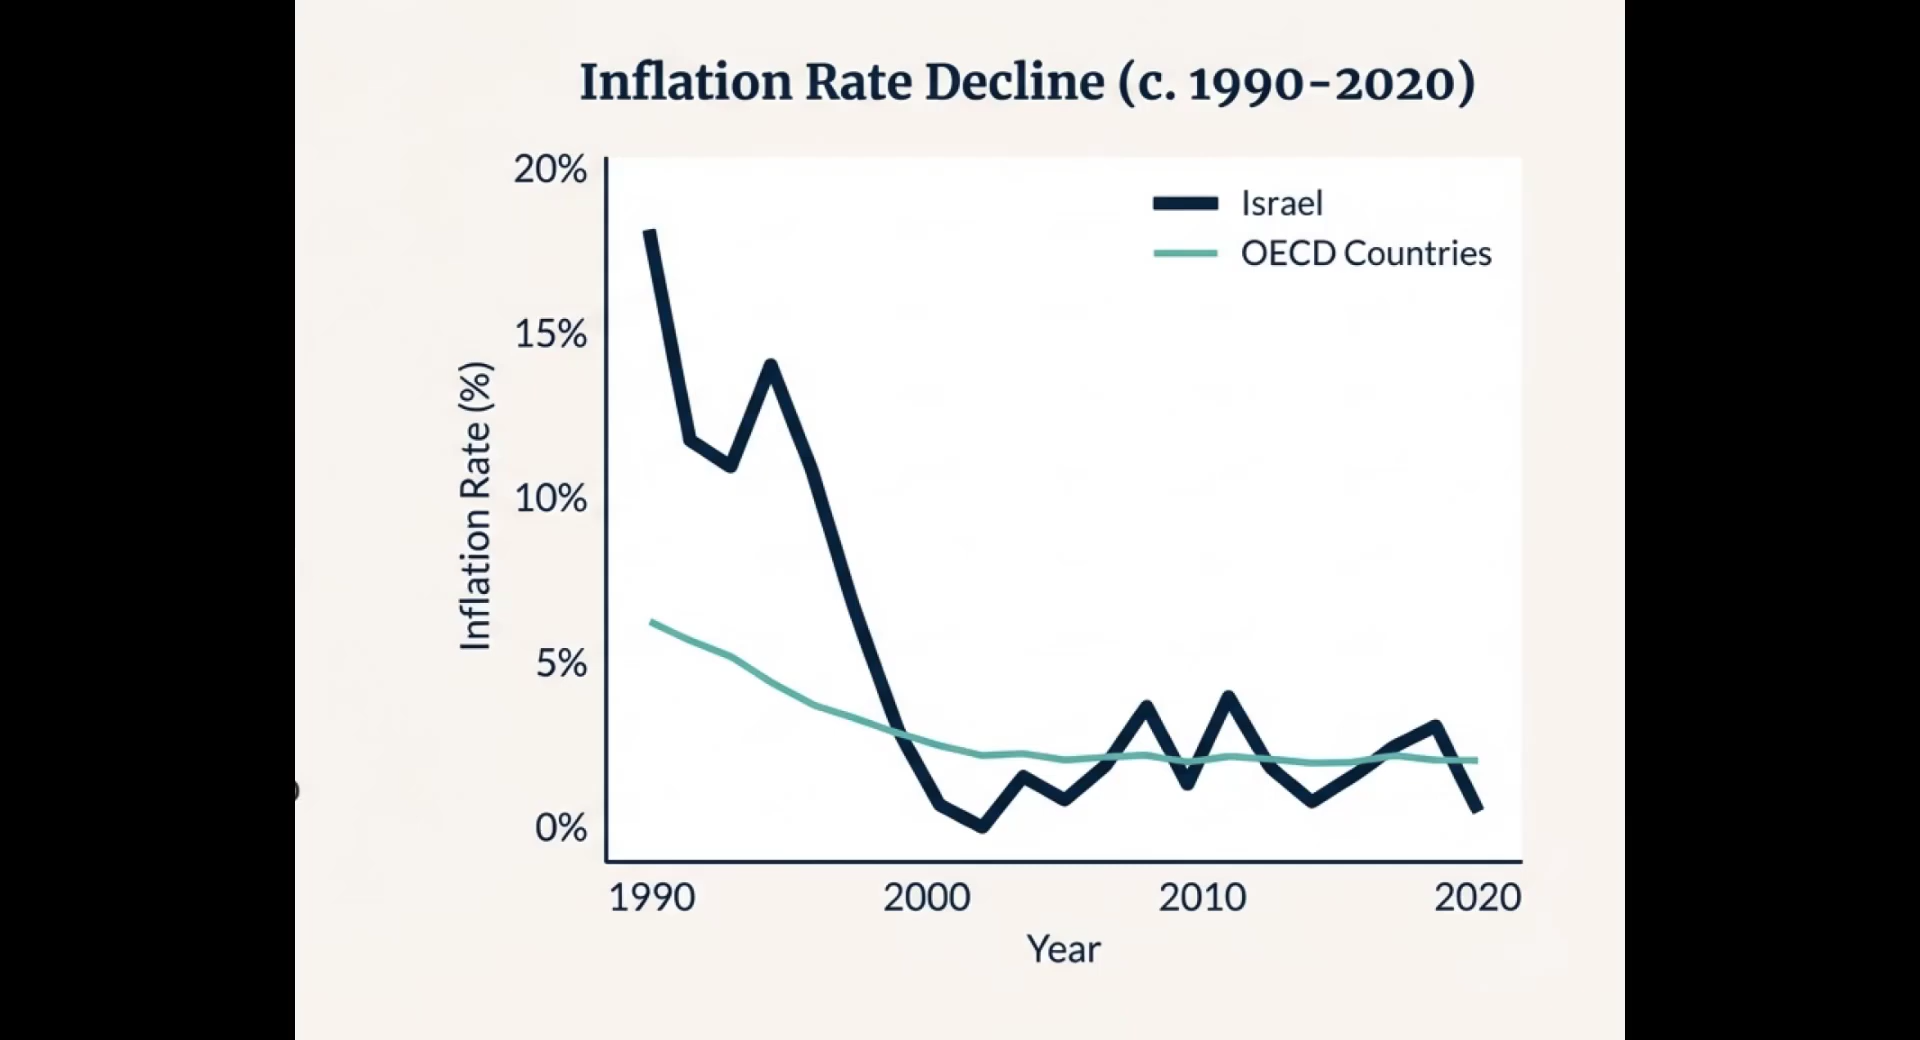 Inflation Rate Decline (c. 1990-2020)
20%
15%
10%
5%
0%
Inflation Rate (%)
Israel
OECD Countries
1990
2000
2010
2020
Year